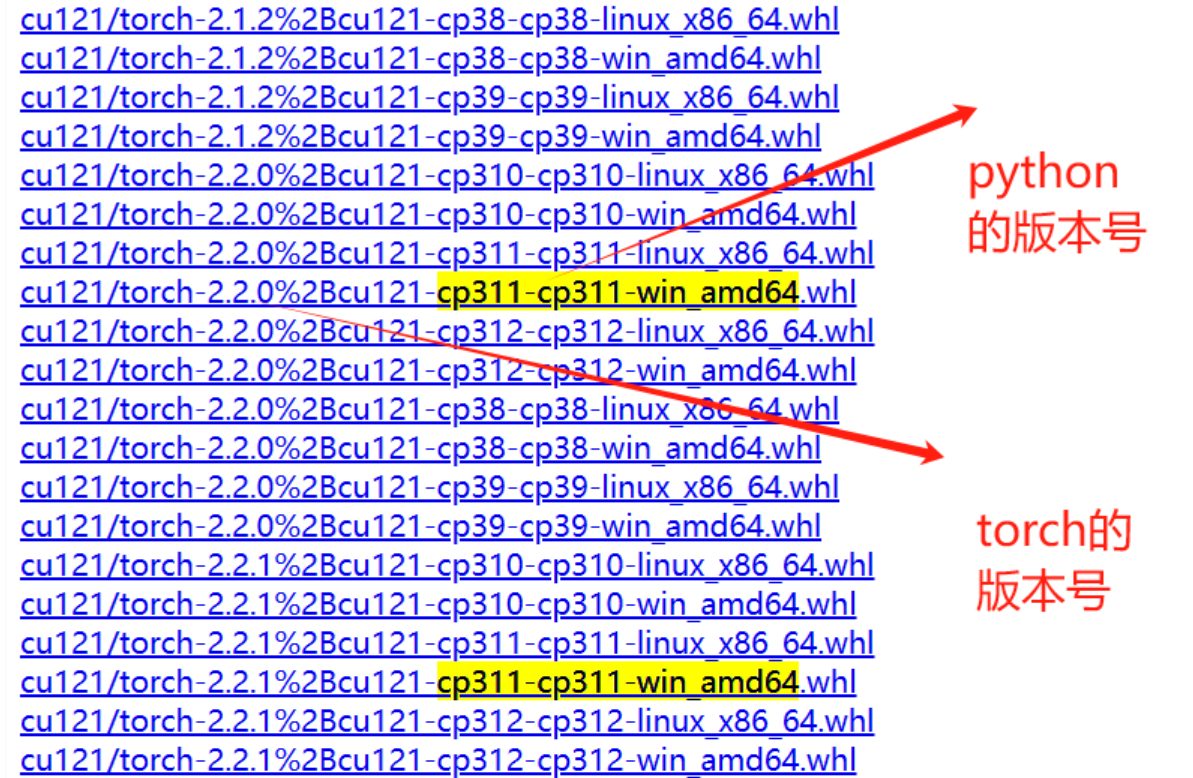 cu121/torch-2.1.2%2Bcu121-cp38-cp38-linux_x86_64.whl
cu121/torch-2.1.2%2Bcu121-cp38-cp38-win_amd64.whl
cu121/torch-2.1.2%2Bcu121-cp39-cp39-linux_x86_64.whl
cu121/torch-2.1.2%2Bcu121-cp39-cp39-win_amd64.whl
cu121/torch-2.2.0%2Bcu121-cp310-cp310-linux_x86_64.whl
cu121/torch-2.2.0%2Bcu121-cp310-cp310-win_amd64.whl
cu121/torch-2.2.0%2Bcu121-cp311-cp311-linux_x86_64.whl
cu121/torch-2.2.0%2Bcu121-cp311-cp311-win_amd64.whl
cu121/torch-2.2.0%2Bcu121-cp312-cp312-linux_x86_64.whl
cu121/torch-2.2.0%2Bcu121-cp312-cp312-win_amd64.whl
cu121/torch-2.2.0%2Bcu121-cp38-cp38-linux_x86_64.whl
cu121/torch-2.2.0%2Bcu121-cp38-cp38-win_amd64.whl
cu121/torch-2.2.0%2Bcu121-cp39-cp39-linux_x86_64.whl
cu121/torch-2.2.0%2Bcu121-cp39-cp39-win_amd64.whl
cu121/torch-2.2.1%2Bcu121-cp310-cp310-linux_x86_64.whl
cu121/torch-2.2.1%2Bcu121-cp310-cp310-win_amd64.whl
cu121/torch-2.2.1%2Bcu121-cp311-cp311-linux_x86_64.whl
cu121/torch-2.2.1%2Bcu121-cp311-cp311-win_amd64.whl
cu121/torch-2.2.1%2Bcu121-cp312-cp312-linux_x86_64.whl
cu121/torch-2.2.1%2Bcu121-cp312-cp312-win_amd64.whl
python
的版本号
torch的
版本号